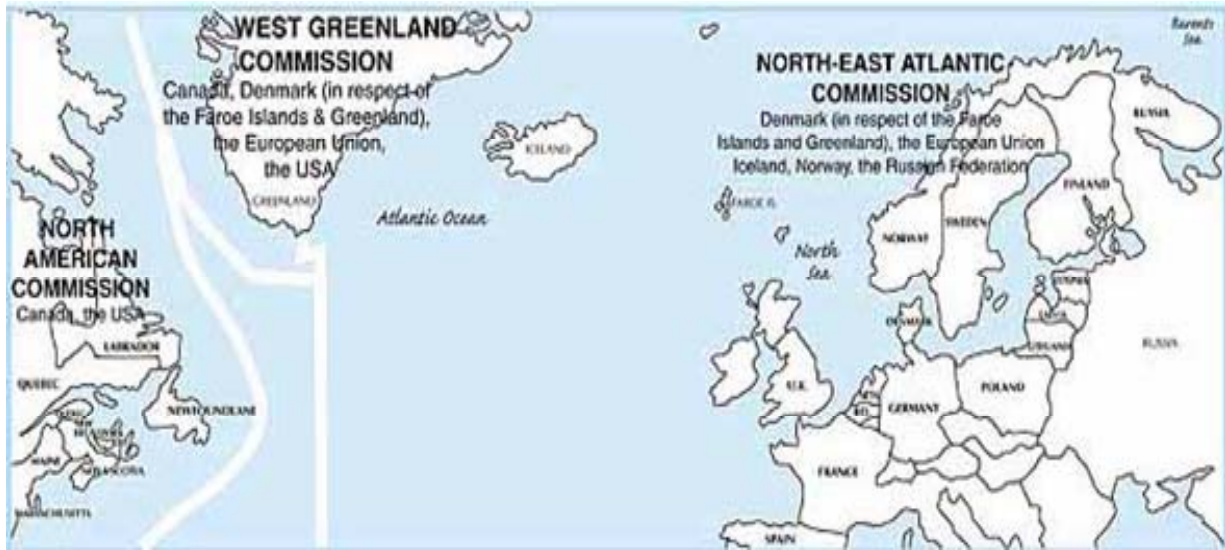 WEST GREENLAND
COMMISSION
Canada, Denmark (in respect of
the Faroe Islands & Greenland),
the European Union,
the USA
GREENLAND
ICELAND
Atlantic Ocean
NORTH
AMERICAN
COMMISSION
Canada, the USA
LABRADOR
QUEBEC
NEWFOUNDLAND
MAINE
NOVA SCOTIA
MASSACHUSETTS
NORTH-EAST ATLANTIC
COMMISSION
Denmark (in respect of the Faroe
Islands and Greenland), the European Union
Iceland, Norway, the Russian Federation
Barents
Sea
RUSSIA
FAROE IS.
North
Sea
NORWAY
SWEDEN
FINLAND
ESTONIA
LATVIA
LITHUANIA
RUSSIA
DENMARK
U.K.
GERMANY
POLAND
FRANCE
SPAIN